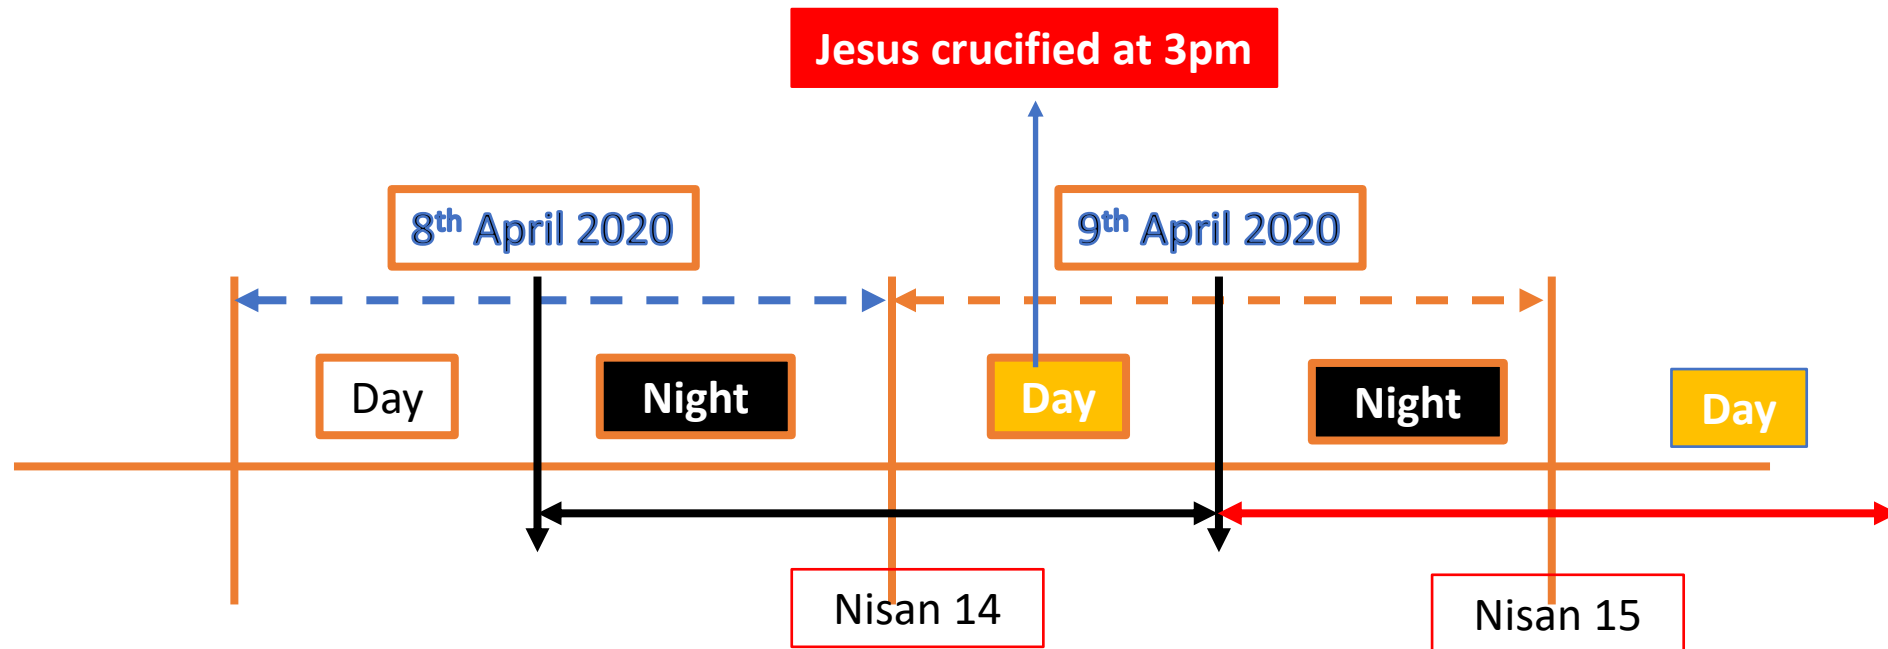 Jesus crucified at 3pm
8th April 2020
9th April 2020
Day
Night
Day
Night
Day
Nisan 14
Nisan 15